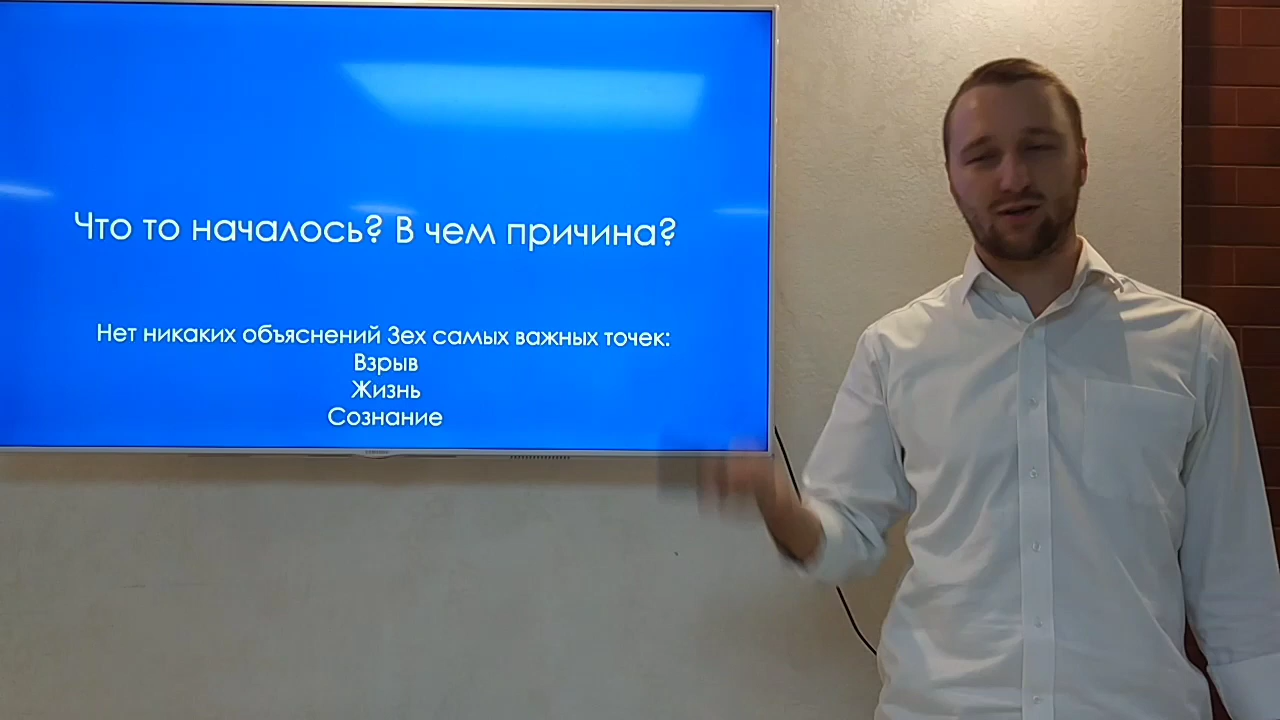 Что то началось? В чем причина?
Нет никаких объяснений 3ех самых важных точек:
Взрыв
Жизнь
Сознание